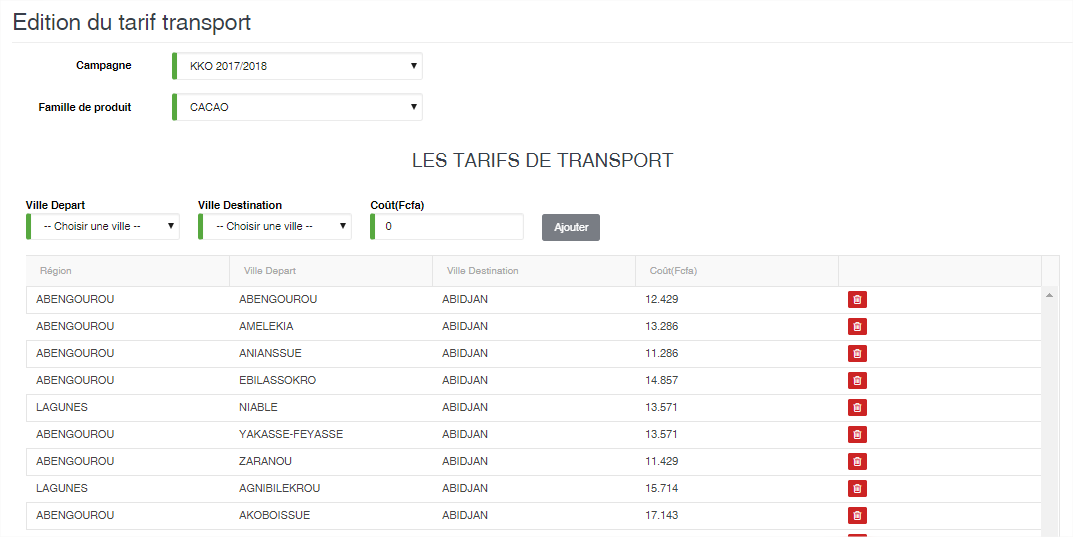 Edition du tarif transport
Campagne KKO 2017/2018
Famille de produit CACAO
LES TARIFS DE TRANSPORT
Ville Depart Ville Destination Coût(Fcfa)
-- Choisir une ville -- -- Choisir une ville -- 0 Ajouter
Région Ville Depart Ville Destination Coût(Fcfa)
ABENGOUROU ABENGOUROU ABIDJAN 12.429
ABENGOUROU AMELEKIA ABIDJAN 13.286
ABENGOUROU ANIANSSUE ABIDJAN 11.286
ABENGOUROU EBILASSOKRO ABIDJAN 14.857
LAGUNES NIABLE ABIDJAN 13.571
ABENGOUROU YAKASSE-FEYASSE ABIDJAN 13.571
ABENGOUROU ZARANOU ABIDJAN 11.429
LAGUNES AGNIBILEKROU ABIDJAN 15.714
ABENGOUROU AKOBOISSUE ABIDJAN 17.143